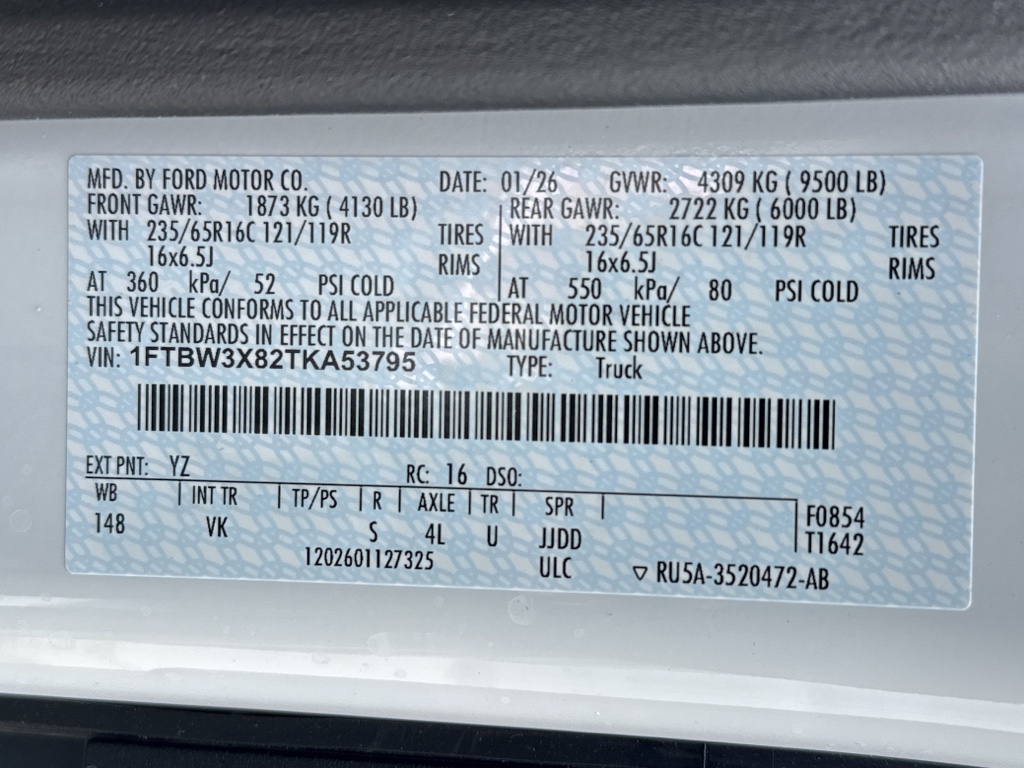 MFD. BY FORD MOTOR CO. DATE: 01/26 GVWR: 4309 KG ( 9500 LB)
FRONT GAWR: 1873 KG ( 4130 LB) REAR GAWR: 2722 KG ( 6000 LB)
WITH 235/65R16C 121/119R TIRES WITH 235/65R16C 121/119R TIRES
16x6.5J RIMS 16x6.5J RIMS
AT 360 kPa/ 52 PSI COLD AT 550 kPa/ 80 PSI COLD
THIS VEHICLE CONFORMS TO ALL APPLICABLE FEDERAL MOTOR VEHICLE
SAFETY STANDARDS IN EFFECT ON THE DATE OF MANUFACTURE SHOWN ABOVE.
VIN: 1FTBW3X82TKA53795 TYPE: Truck
EXT PNT: YZ RC: 16 DSO:
WB INT TR TP/PS R AXLE TR SPR F0854
148 VK S 4L U JJDD T1642
1202601127325 ULC ▽ RU5A-3520472-AB